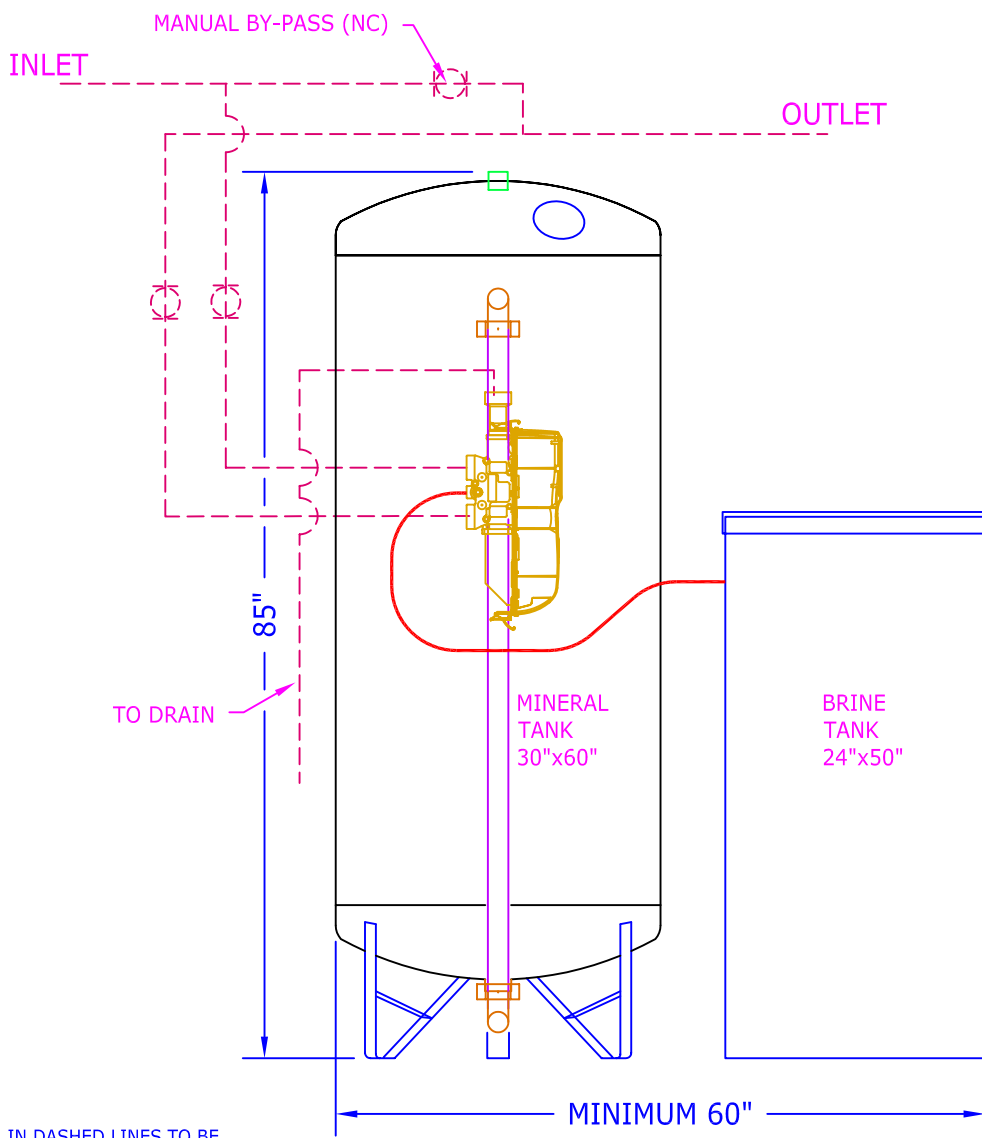 MANUAL BY-PASS (NC)
INLET
OUTLET
85"
TO DRAIN
MINERAL
TANK
30"x60"
BRINE
TANK
24"x50"
MINIMUM 60"
IN DASHED LINES TO BE